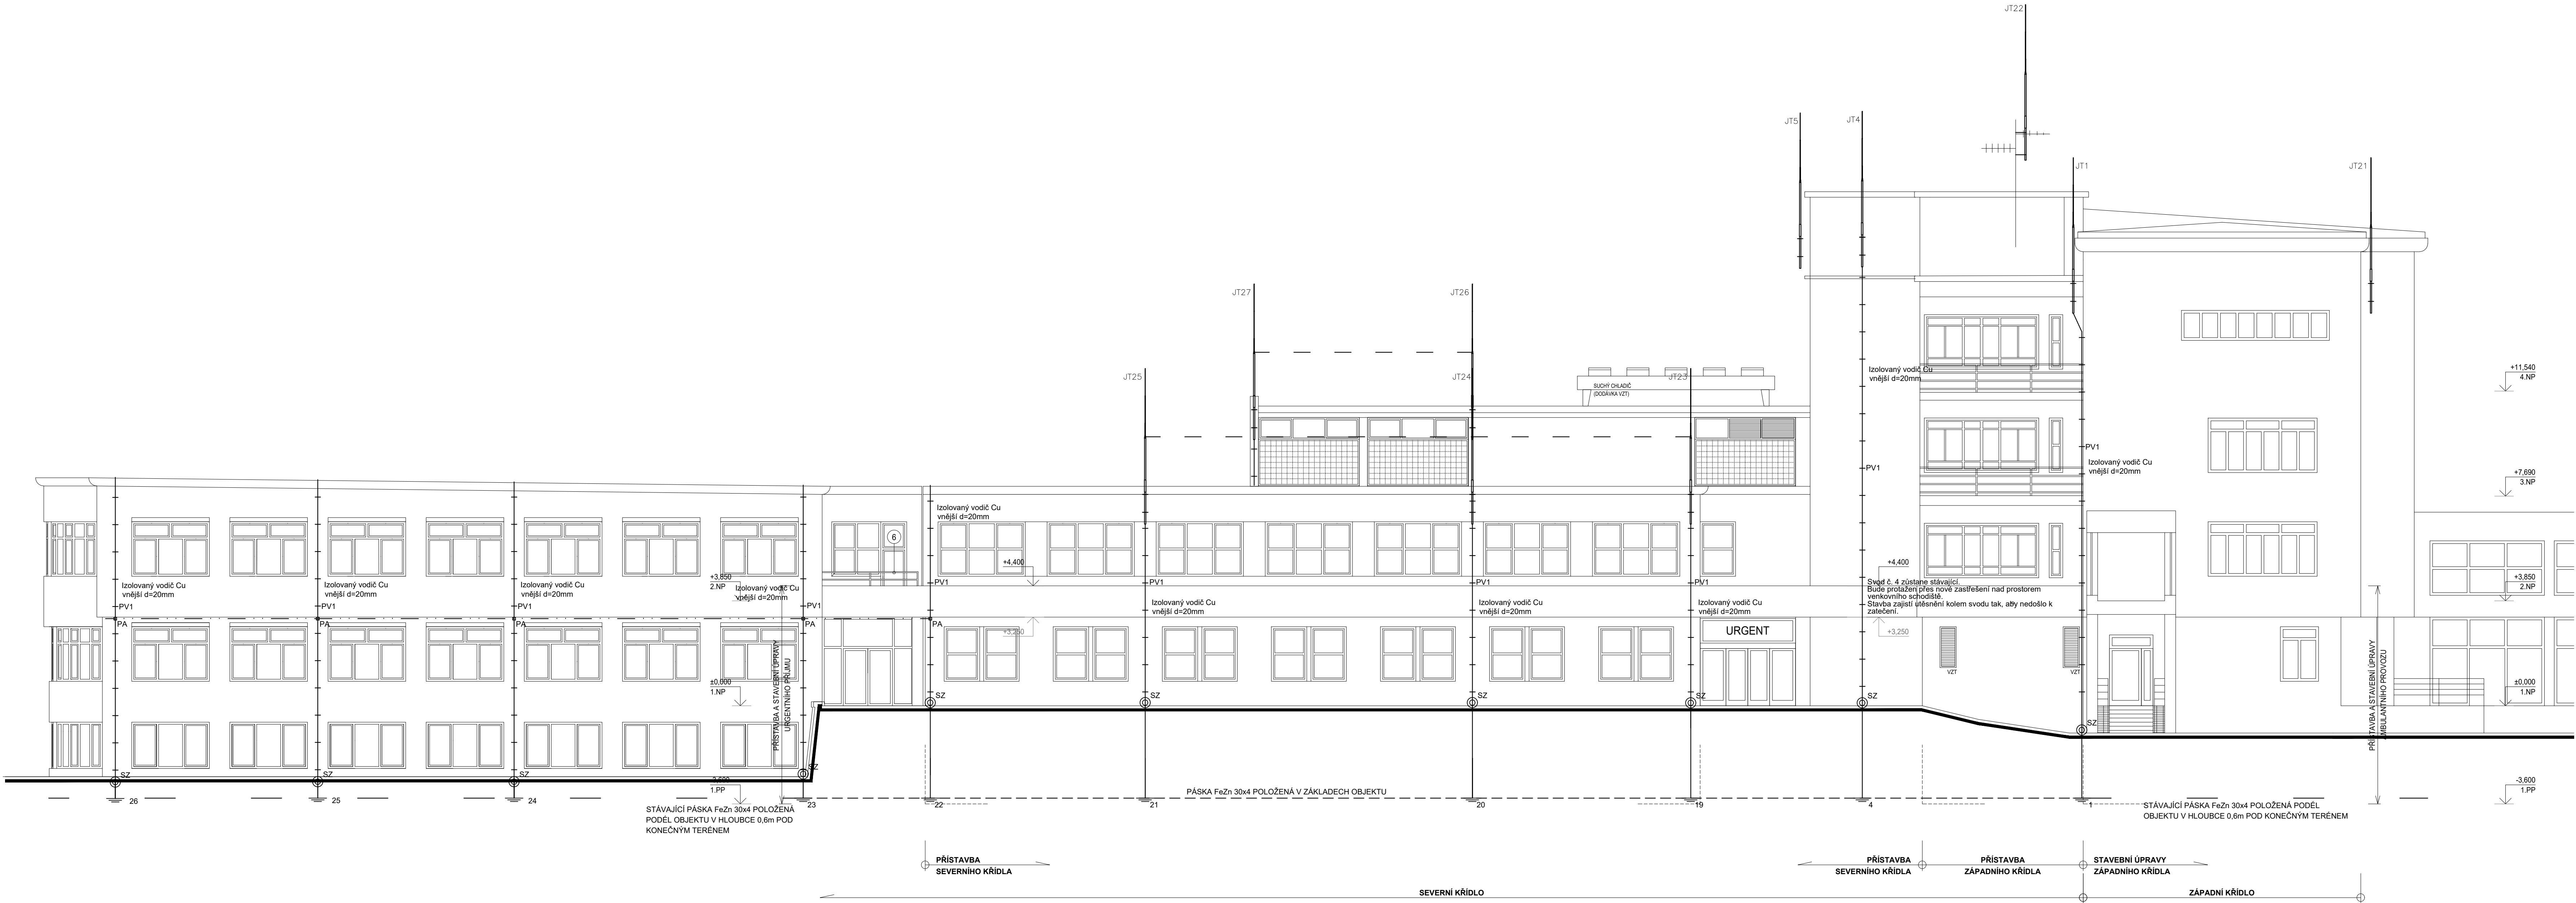 JT22
JT5
JT4
JT1
JT21
JT27
JT26
JT25
JT24
JT23
SUCHÝ CHLADIČ
(DODÁVKA VZT)
Izolovaný vodič Cu
vnější d=20mm
+11,540
4.NP
PV1
PV1
Izolovaný vodič Cu
vnější d=20mm
+7,690
3.NP
Izolovaný vodič Cu
vnější d=20mm
6
+4,400
+4,400
Izolovaný vodič Cu
vnější d=20mm
Izolovaný vodič Cu
vnější d=20mm
Izolovaný vodič Cu
vnější d=20mm
+3,850
2.NP
Izolovaný vodič Cu
vnější d=20mm
PV1
PV1
PV1
PV1
Svod č. 4 zůstane stávající.
Bude protažen přes nové zastřešení nad prostorem
venkovního schodiště.
Stavba zajistí utěsnění kolem svodu tak, aby nedošlo k
zatečení.
+3,850
2.NP
PV1
PV1
PV1
PV1
Izolovaný vodič Cu
vnější d=20mm
Izolovaný vodič Cu
vnější d=20mm
Izolovaný vodič Cu
vnější d=20mm
PA
PA
PA
PA
PA
+3,250
URGENT
+3,250
VZT
VZT
PŘÍSTAVBA A STAVEBNÍ ÚPRAVY
URGENTNÍHO PŘÍJMU
PŘÍSTAVBA A STAVEBNÍ ÚPRAVY
AMBULANTNÍHO PROVOZU
±0,000
1.NP
±0,000
1.NP
SZ
SZ
SZ
SZ
SZ
SZ
SZ
SZ
SZ
SZ
-3,600
1.PP
-3,600
1.PP
PÁSKA FeZn 30x4 POLOŽENÁ V ZÁKLADECH OBJEKTU
26
25
24
23
22
21
20
19
4
1
STÁVAJÍCÍ PÁSKA FeZn 30x4 POLOŽENÁ
PODÉL OBJEKTU V HLOUBCE 0,6m POD
KONEČNÝM TERÉNEM
STÁVAJÍCÍ PÁSKA FeZn 30x4 POLOŽENÁ PODÉL
OBJEKTU V HLOUBCE 0,6m POD KONEČNÝM TERÉNEM
PŘÍSTAVBA
SEVERNÍHO KŘÍDLA
PŘÍSTAVBA
SEVERNÍHO KŘÍDLA
PŘÍSTAVBA
ZÁPADNÍHO KŘÍDLA
STAVEBNÍ ÚPRAVY
ZÁPADNÍHO KŘÍDLA
SEVERNÍ KŘÍDLO
ZÁPADNÍ KŘÍDLO